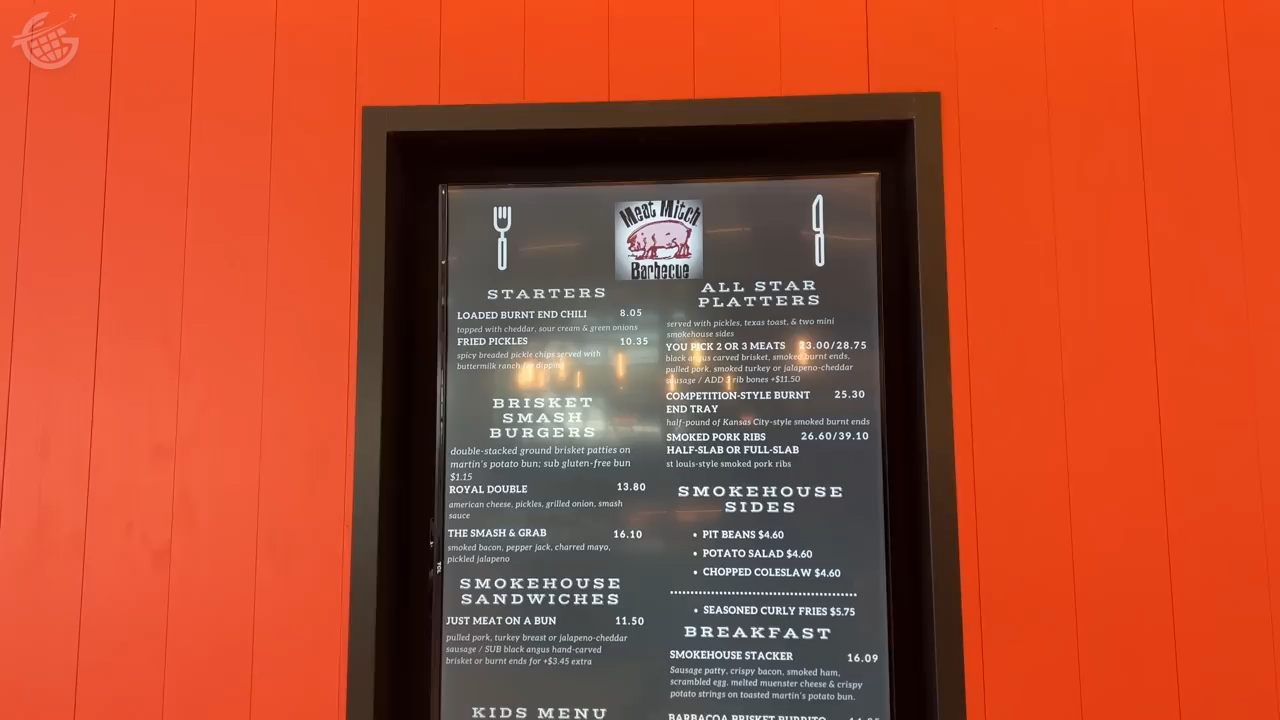 Meat Mitch
Barbecue
STARTERS
LOADED BURNT END CHILI 8.05
topped with cheddar, sour cream & green onions
FRIED PICKLES 10.35
spicy breaded pickle chips served with
buttermilk ranch for dipping
BRISKET
SMASH
BURGERS
double-stacked ground brisket patties on
martin's potato bun; sub gluten-free bun
$1.15
ROYAL DOUBLE 13.80
american cheese, pickles, grilled onion, smash
sauce
THE SMASH & GRAB 16.10
smoked bacon, pepper jack, charred mayo,
pickled jalapeno
SMOKEHOUSE
SANDWICHES
JUST MEAT ON A BUN 11.50
pulled pork, turkey breast or jalapeno-cheddar
sausage / SUB black angus hand-carved
brisket or burnt ends for +$3.45 extra
KIDS MENU
ALL STAR
PLATTERS
served with pickles, texas toast, & two mini
smokehouse sides
YOU PICK 2 OR 3 MEATS 23.00/28.75
black angus carved brisket, smoked burnt ends,
pulled pork, smoked turkey or jalapeno-cheddar
sausage / ADD 3 rib bones +$11.50
COMPETITION-STYLE BURNT 25.30
END TRAY
half-pound of Kansas City-style smoked burnt ends
SMOKED PORK RIBS 26.60/39.10
HALF-SLAB OR FULL-SLAB
st louis-style smoked pork ribs
SMOKEHOUSE
SIDES
• PIT BEANS $4.60
• POTATO SALAD $4.60
• CHOPPED COLESLAW $4.60
• SEASONED CURLY FRIES $5.75
BREAKFAST
SMOKEHOUSE STACKER 16.09
Sausage patty, crispy bacon, smoked ham,
scrambled egg, melted muenster cheese & crispy
potato strings on toasted martin's potato bun.
BARBACOA BRISKET BURRITO
TCL